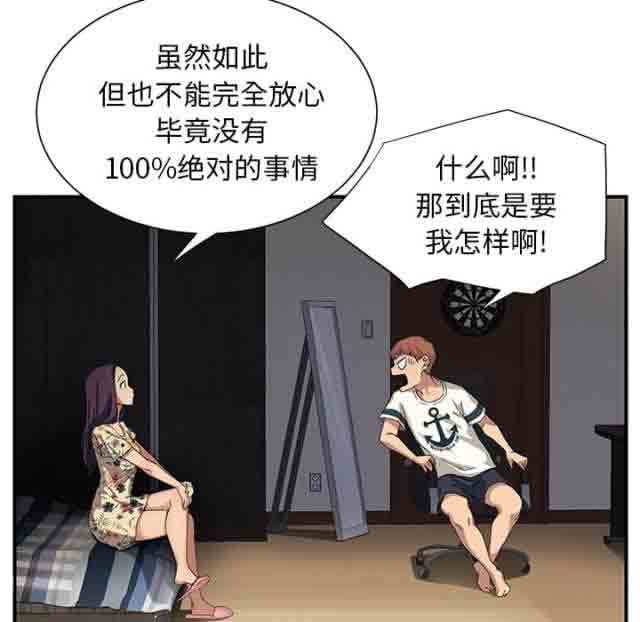 虽然如此
但也不能完全放心
毕竟没有
100%绝对的事情
什么啊!!
那到底是要
我怎样啊!